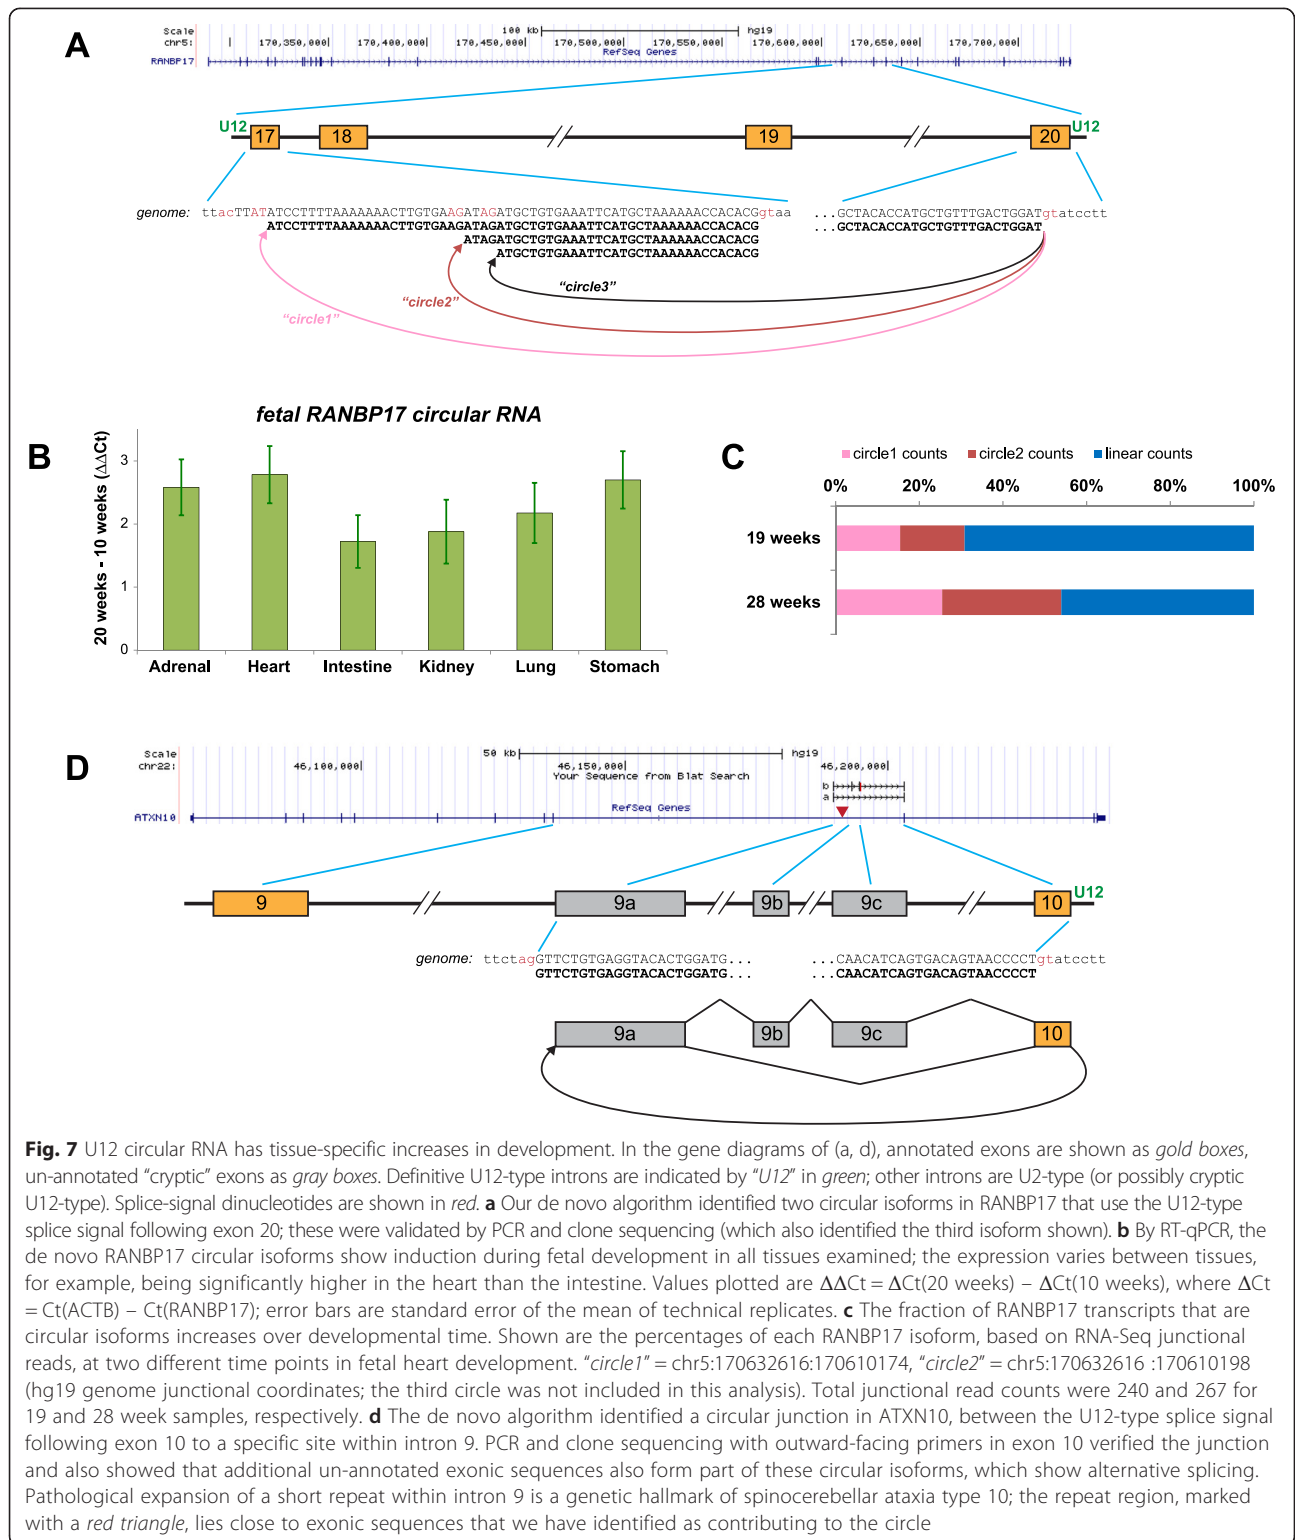 A
Scale
100 kb
hg19
chr5:
170,350,000
170,400,000
170,450,000
170,500,000
170,550,000
170,600,000
170,650,000
170,700,000
RefSeq Genes
RANBP17
U12
17
18
19
20
U12
genome: ttacTTATATCCTTTTAAAAAAACTTGTGAAGATAGATGCTGTGAAATTCATGCTAAAAAACCACACGgtaa ...GCTACACCATGCTGTTTGACTGGATgtatcctt
ATCCTTTTAAAAAAACTTGTGAAGATAGATGCTGTGAAATTCATGCTAAAAAACCACACG ...GCTACACCATGCTGTTTGACTGGAT
ATAGATGCTGTGAAATTCATGCTAAAAAACCACACG
ATGCTGTGAAATTCATGCTAAAAAACCACACG
"circle3"
"circle2"
"circle1"
B
fetal RANBP17 circular RNA
20 weeks - 10 weeks (ΔΔCt)
3
2
1
0
Adrenal Heart Intestine Kidney Lung Stomach
C
circle1 counts circle2 counts linear counts
0% 20% 40% 60% 80% 100%
19 weeks
28 weeks
D
Scale
50 kb
hg19
chr22:
46,100,000
46,150,000
46,200,000
Your Sequence from Blat Search
b
a
RefSeq Genes
ATXN10
9
9a
9b
9c
10
U12
genome: ttctagGTTCTGTGAGGTACACTGGATG... ...CAACATCAGTGACAGTAACCCCTgtatcctt
GTTCTGTGAGGTACACTGGATG... ...CAACATCAGTGACAGTAACCCCT
9a
9b
9c
10
Fig. 7 U12 circular RNA has tissue-specific increases in development. In the gene diagrams of (a, d), annotated exons are shown as gold boxes,
un-annotated "cryptic" exons as gray boxes. Definitive U12-type introns are indicated by "U12" in green; other introns are U2-type (or possibly cryptic
U12-type). Splice-signal dinucleotides are shown in red. a Our de novo algorithm identified two circular isoforms in RANBP17 that use the U12-type
splice signal following exon 20; these were validated by PCR and clone sequencing (which also identified the third isoform shown). b By RT-qPCR, the
de novo RANBP17 circular isoforms show induction during fetal development in all tissues examined; the expression varies between tissues,
for example, being significantly higher in the heart than the intestine. Values plotted are ΔΔCt = ΔCt(20 weeks) – ΔCt(10 weeks), where ΔCt
= Ct(ACTB) – Ct(RANBP17); error bars are standard error of the mean of technical replicates. c The fraction of RANBP17 transcripts that are
circular isoforms increases over developmental time. Shown are the percentages of each RANBP17 isoform, based on RNA-Seq junctional
reads, at two different time points in fetal heart development. "circle1" = chr5:170632616:170610174, "circle2" = chr5:170632616 :170610198
(hg19 genome junctional coordinates; the third circle was not included in this analysis). Total junctional read counts were 240 and 267 for
19 and 28 week samples, respectively. d The de novo algorithm identified a circular junction in ATXN10, between the U12-type splice signal
following exon 10 to a specific site within intron 9. PCR and clone sequencing with outward-facing primers in exon 10 verified the junction
and also showed that additional un-annotated exonic sequences also form part of these circular isoforms, which show alternative splicing.
Pathological expansion of a short repeat within intron 9 is a genetic hallmark of spinocerebellar ataxia type 10; the repeat region, marked
with a red triangle, lies close to exonic sequences that we have identified as contributing to the circle